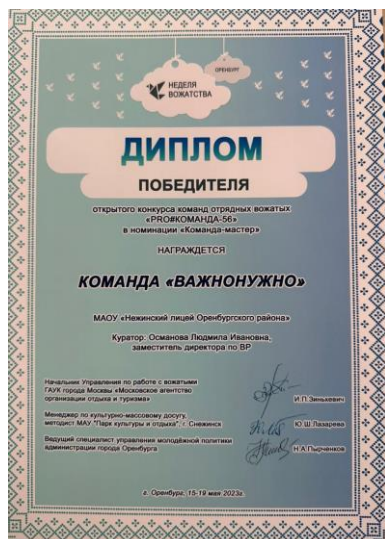 НЕДЕЛЯ
ВОЖАТСТВА
ОРЕНБУРГ
ДИПЛОМ
ПОБЕДИТЕЛЯ
открытого конкурса команд отрядных вожатых
«PRO#КОМАНДА-56»
в номинации «Команда-мастер»
НАГРАЖДЕТСЯ
КОМАНДА «ВАЖНОНУЖНО»
МАОУ «Нежинский лицей Оренбургского района»
Куратор: Османова Людмила Ивановна,
заместитель директора по ВР
Начальник Управления по работе с вожатыми
ГАУК города Москвы «Московское агентство
организации отдыха и туризма»
И.П.Зинькевич
Менеджер по культурно-массовому досугу,
методист МАУ "Парк культуры и отдыха", г. Снежинск
Ю.Ш.Лазарева
Ведущий специалист управления молодёжной политики
администрации города Оренбурга
Н.А.Пырченков
г. Оренбург, 15-19 мая 2023г.